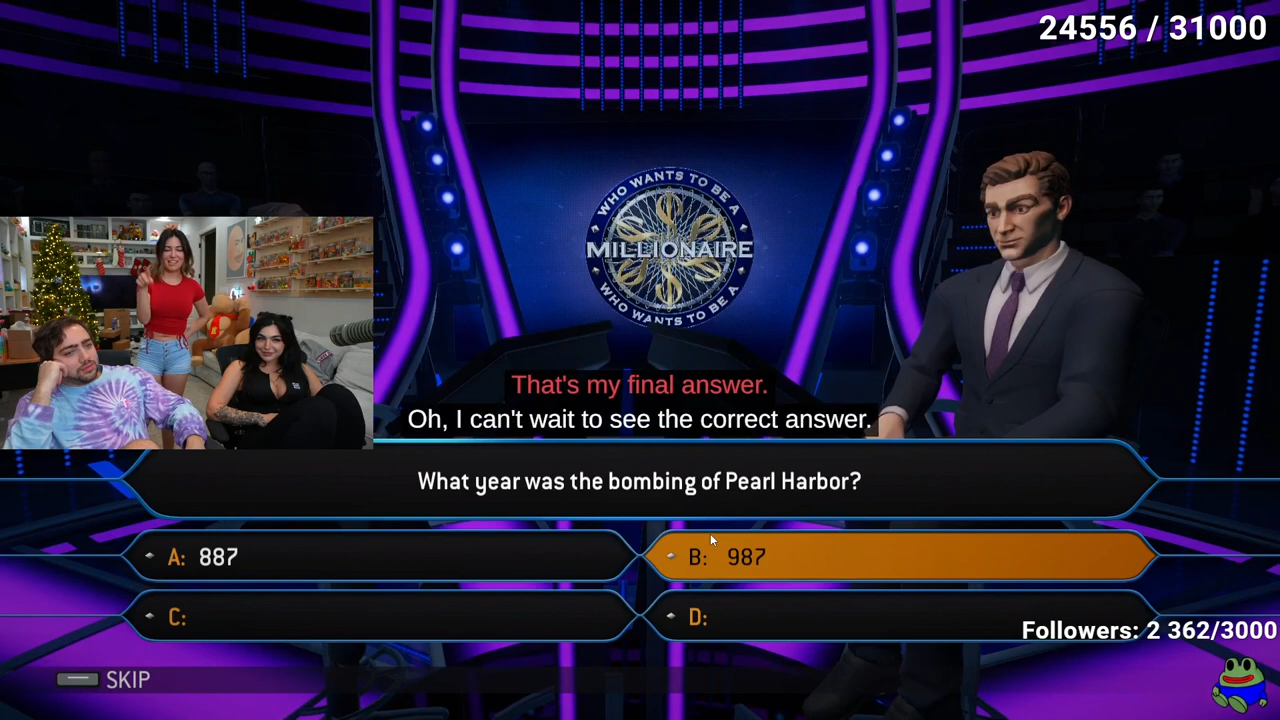 24556 / 31000
WHO WANTS TO BE A
MILLIONAIRE
WHO WANTS TO BE A
That's my final answer.
Oh, I can't wait to see the correct answer.
What year was the bombing of Pearl Harbor?
A: 887
B: 987
C:
D:
Followers: 2 362/3000
SKIP